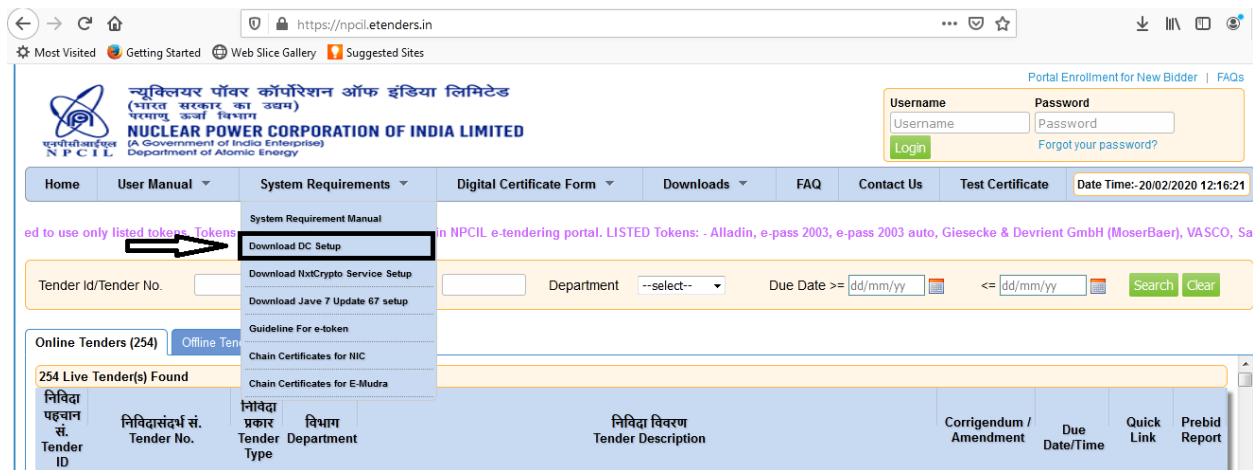 https://npcil.etenders.in
Most Visited Getting Started Web Slice Gallery Suggested Sites
Portal Enrollment for New Bidder | FAQs
न्यूक्लियर पॉवर कॉर्पोरेशन ऑफ इंडिया लिमिटेड
(भारत सरकार का उद्यम)
परमाणु ऊर्जा विभाग
NUCLEAR POWER CORPORATION OF INDIA LIMITED
(A Government of India Enterprise)
Department of Atomic Energy
एनपीसीआईएल
NPCIL
Username Password
Username Password
Login Forgot your password?
Home User Manual System Requirements Digital Certificate Form Downloads FAQ Contact Us Test Certificate Date Time:-20/02/2020 12:16:21
System Requirement Manual
ed to use only listed tokens. Tokens in NPCIL e-tendering portal. LISTED Tokens: - Alladin, e-pass 2003, e-pass 2003 auto, Giesecke & Devrient GmbH (MoserBaer), VASCO, Sa
Download DC Setup
Download NxtCrypto Service Setup
Download Jave 7 Update 67 setup
Guideline For e-token
Chain Certificates for NIC
Chain Certificates for E-Mudra
Tender Id/Tender No. Department --select-- Due Date >= dd/mm/yy <= dd/mm/yy Search Clear
Online Tenders (254) Offline Ten
254 Live Tender(s) Found
निविदा पहचान सं. Tender ID
निविदासंदर्भ सं. Tender No.
निविदा प्रकार Tender Type
विभाग Department
निविदा विवरण Tender Description
Corrigendum / Amendment
Due Date/Time
Quick Link
Prebid Report